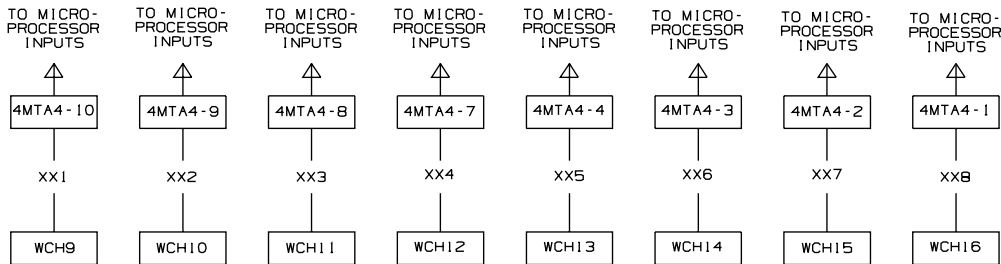 TO MICRO-
PROCESSOR
INPUTS
TO MICRO-
PROCESSOR
INPUTS
TO MICRO-
PROCESSOR
INPUTS
TO MICRO-
PROCESSOR
INPUTS
TO MICRO-
PROCESSOR
INPUTS
TO MICRO-
PROCESSOR
INPUTS
TO MICRO-
PROCESSOR
INPUTS
TO MICRO-
PROCESSOR
INPUTS
4MTA4-10 4MTA4-9 4MTA4-8 4MTA4-7 4MTA4-4 4MTA4-3 4MTA4-2 4MTA4-1
XX1 XX2 XX3 XX4 XX5 XX6 XX7 XX8
WCH9 WCH10 WCH11 WCH12 WCH13 WCH14 WCH15 WCH16